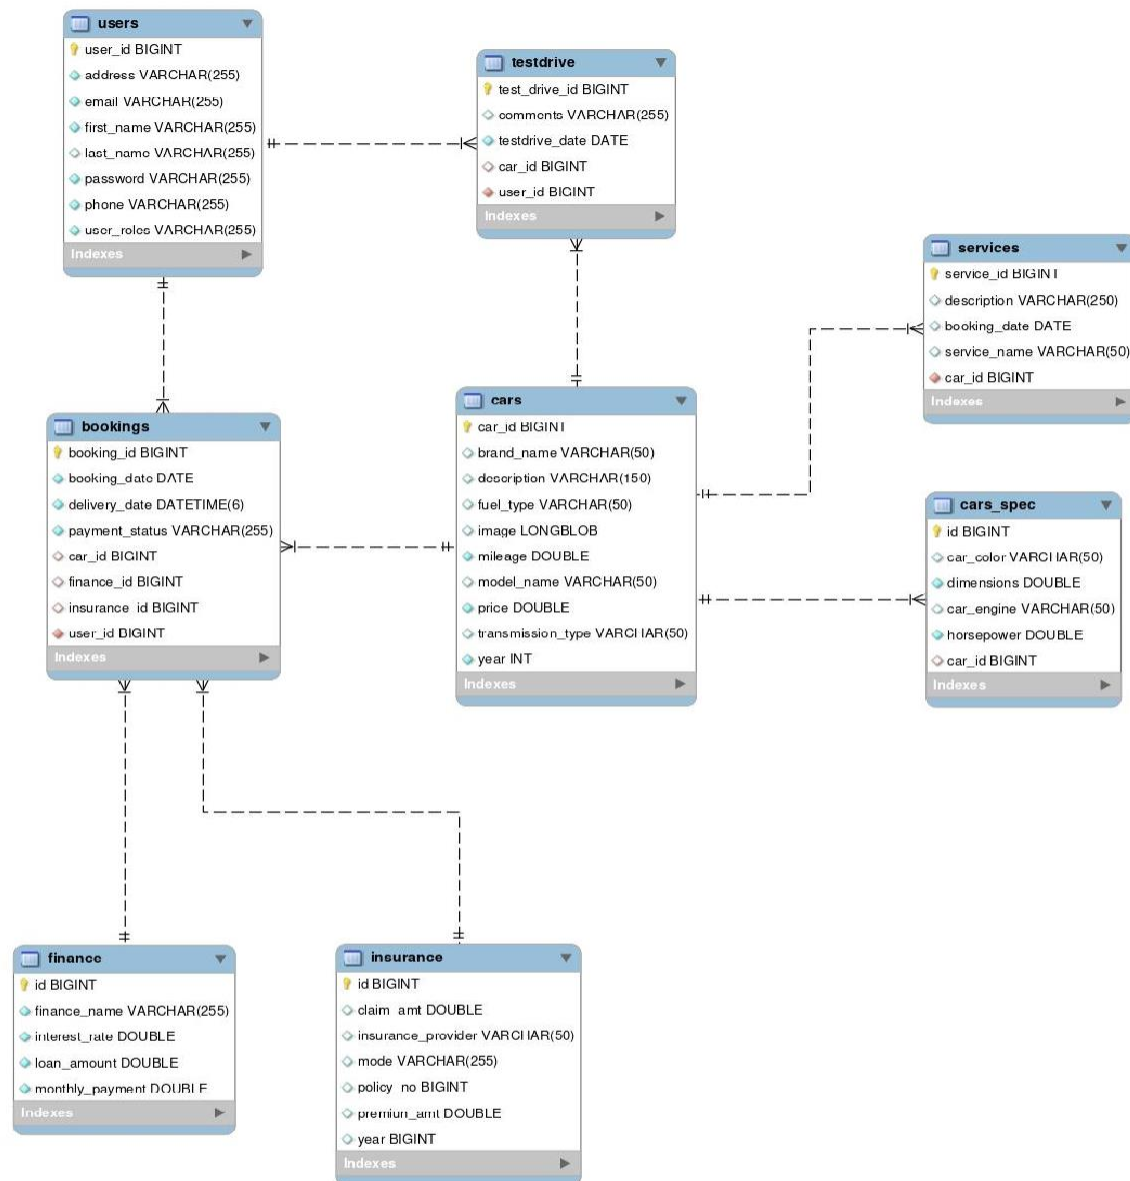 users
user_id BIGINT
address VARCHAR(255)
email VARCHAR(255)
first_name VARCHAR(255)
last_name VARCHAR(255)
password VARCHAR(255)
phone VARCHAR(255)
user_roles VARCHAR(255)
Indexes
testdrive
test_drive_id BIGINT
comments VARCHAR(255)
testdrive_date DATE
car_id BIGINT
user_id BIGINT
Indexes
services
service_id BIGINT
description VARCHAR(250)
booking_date DATE
service_name VARCHAR(50)
car_id BIGINT
Indexes
bookings
booking_id BIGINT
booking_date DATE
delivery_date DATETIME(6)
payment_status VARCHAR(255)
car_id BIGINT
finance_id BIGINT
insurance_id BIGINT
user_id BIGINT
Indexes
cars
car_id BIGINT
brand_name VARCHAR(50)
description VARCHAR(150)
fuel_type VARCHAR(50)
image LONGBLOB
mileage DOUBLE
model_name VARCHAR(50)
price DOUBLE
transmission_type VARCHAR(50)
year INT
Indexes
cars_spec
id BIGINT
car_color VARCHAR(50)
dimensions DOUBLE
car_engine VARCHAR(50)
horsepower DOUBLE
car_id BIGINT
Indexes
finance
id BIGINT
finance_name VARCHAR(255)
interest_rate DOUBLE
loan_amount DOUBLE
monthly_payment DOUBLE
Indexes
insurance
id BIGINT
claim_amt DOUBLE
insurance_provider VARCHAR(50)
mode VARCHAR(255)
policy_no BIGINT
premiun_amt DOUBLE
year BIGINT
Indexes